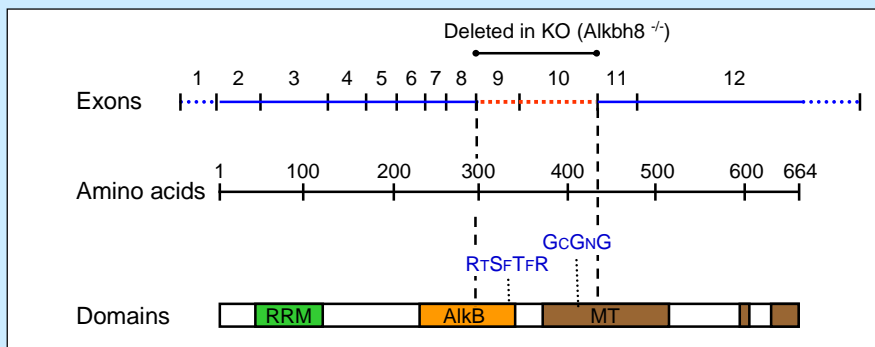 Deleted in KO (Alkbh8 -/-)
1 2 3 4 5 6 7 8 9 10 11 12
Exons
1 100 200 300 400 500 600 664
Amino acids
GCGNG
RTSFTFR
RRM AlkB MT
Domains